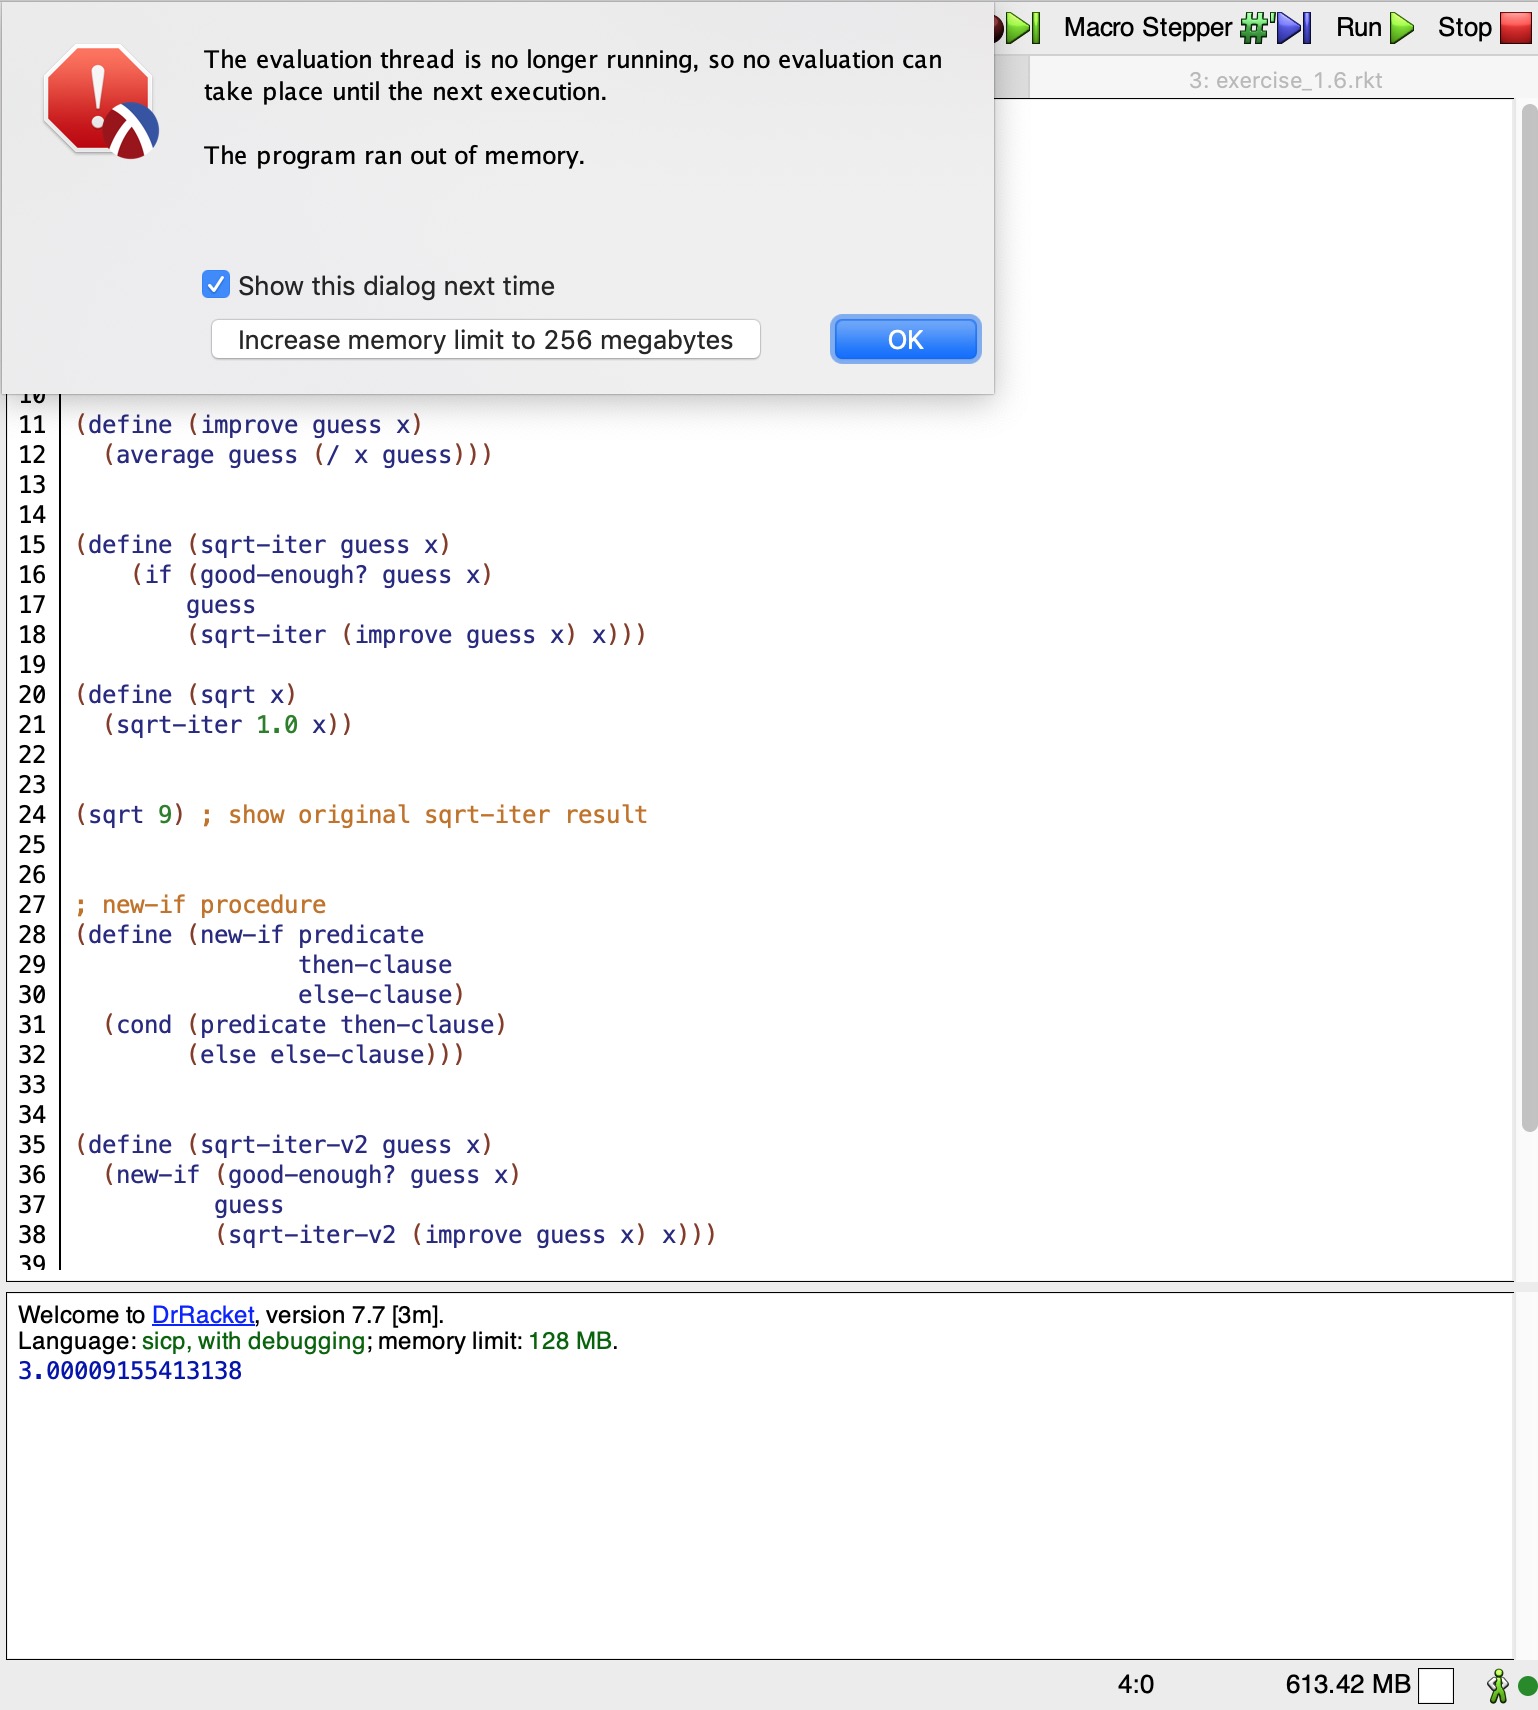 The evaluation thread is no longer running, so no evaluation can
take place until the next execution.
The program ran out of memory.
Show this dialog next time
Increase memory limit to 256 megabytes
OK
Macro Stepper
Run
Stop
3: exercise_1.6.rkt
10
11 (define (improve guess x)
12   (average guess (/ x guess)))
13
14
15 (define (sqrt-iter guess x)
16     (if (good-enough? guess x)
17         guess
18         (sqrt-iter (improve guess x) x)))
19
20 (define (sqrt x)
21   (sqrt-iter 1.0 x))
22
23
24 (sqrt 9) ; show original sqrt-iter result
25
26
27 ; new-if procedure
28 (define (new-if predicate
29                 then-clause
30                 else-clause)
31   (cond (predicate then-clause)
32         (else else-clause)))
33
34
35 (define (sqrt-iter-v2 guess x)
36   (new-if (good-enough? guess x)
37           guess
38           (sqrt-iter-v2 (improve guess x) x)))
39
Welcome to DrRacket, version 7.7 [3m].
Language: sicp, with debugging; memory limit: 128 MB.
3.00009155413138
4:0
613.42 MB